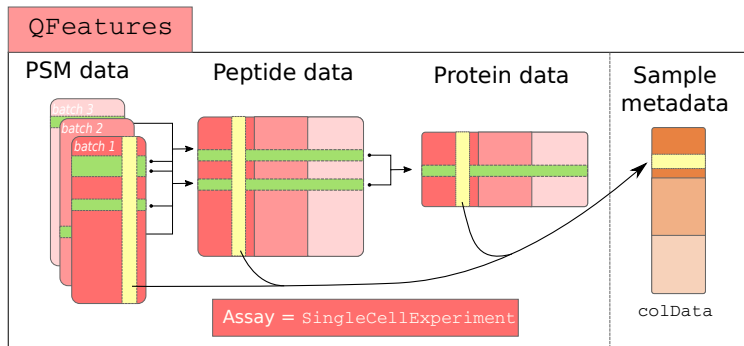 QFeatures
PSM data
Peptide data
Protein data
Sample
metadata
batch 3
batch 2
batch 1
Assay = SingleCellExperiment
colData